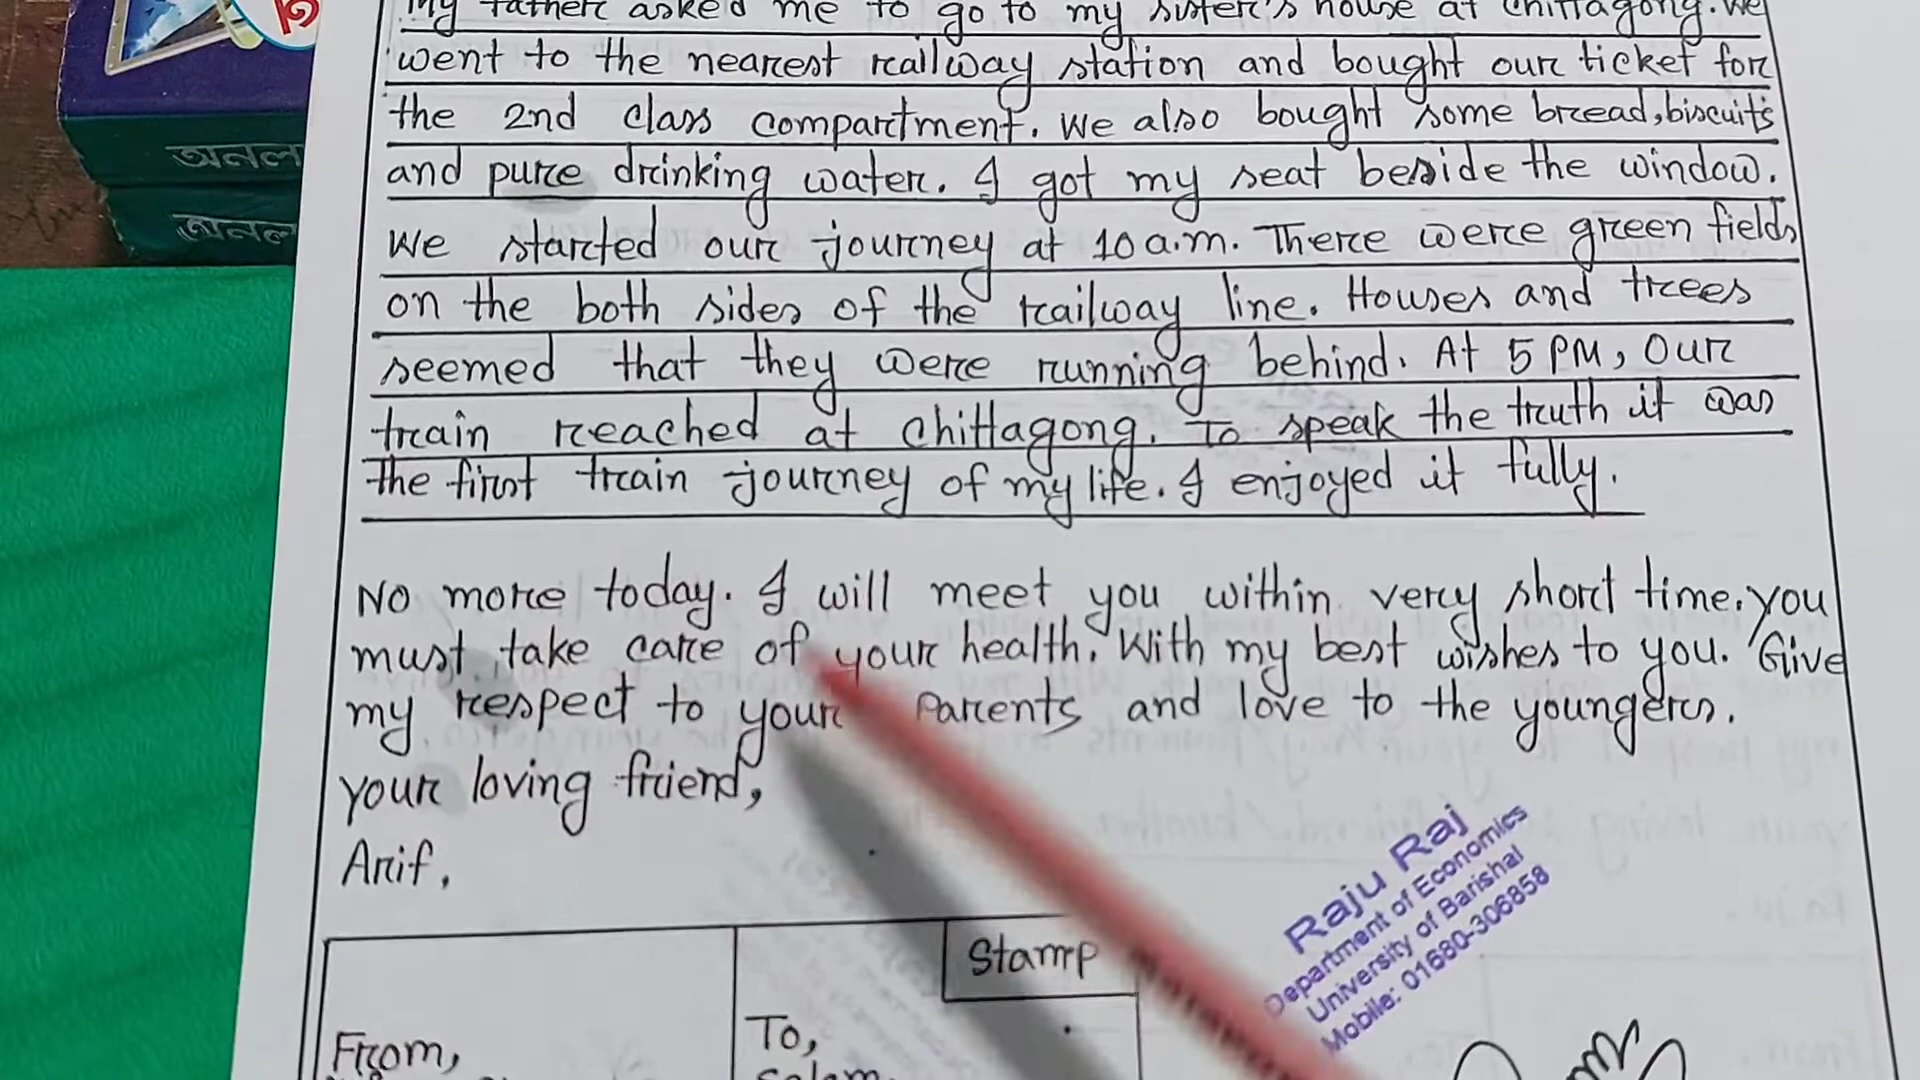 অনল
অনল
My father asked me to go to my sister's house at Chittagong. We
went to the nearest railway station and bought our ticket for
the 2nd class compartment. We also bought some bread, biscuits
and pure drinking water. I got my seat beside the window.
We started our journey at 10 a.m. There were green fields
on the both sides of the railway line. Houses and trees
seemed that they were running behind. At 5 PM, Our
train reached at Chittagong. To speak the truth it was
the first train journey of my life. I enjoyed it fully.
No more today. I will meet you within very short time. You
must take care of your health. With my best wishes to you. Give
my respect to your Parents and love to the youngers.
your loving friend,
Arif.
Raju Raj
Department of Economics
University of Barishal
Mobile: 01680-306858
Stamp
From,
To,
Salam